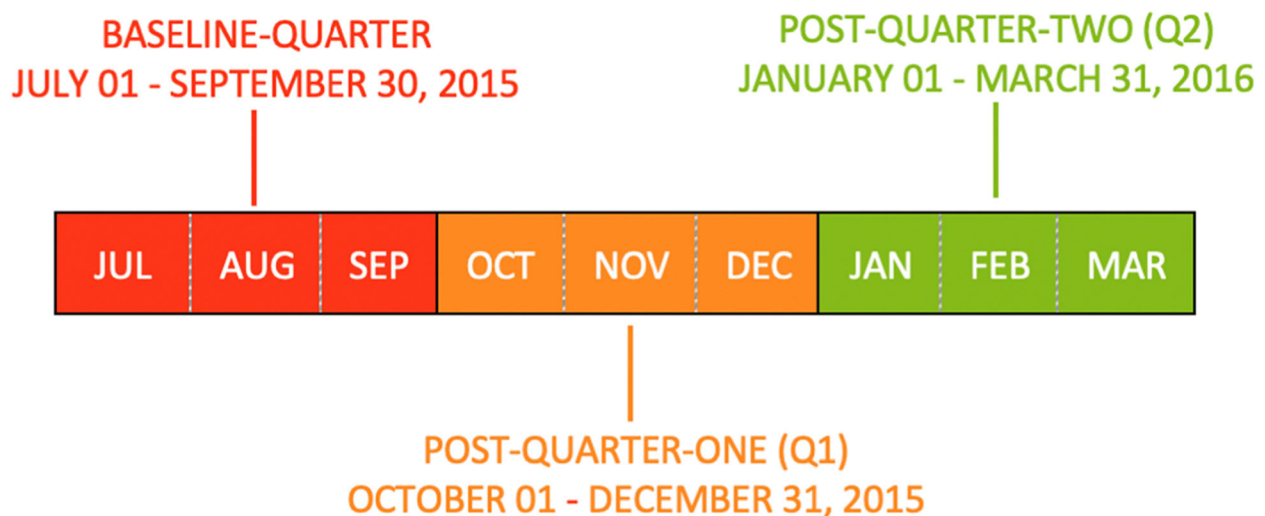 BASELINE-QUARTER
JULY 01 - SEPTEMBER 30, 2015
POST-QUARTER-TWO (Q2)
JANUARY 01 - MARCH 31, 2016
JUL AUG SEP OCT NOV DEC JAN FEB MAR
POST-QUARTER-ONE (Q1)
OCTOBER 01 - DECEMBER 31, 2015